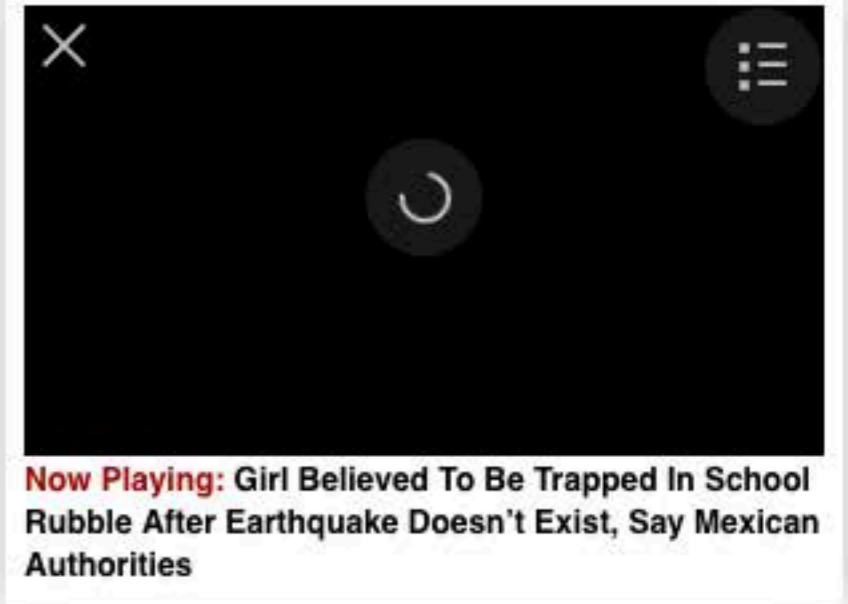 Now Playing: Girl Believed To Be Trapped In School
Rubble After Earthquake Doesn't Exist, Say Mexican
Authorities